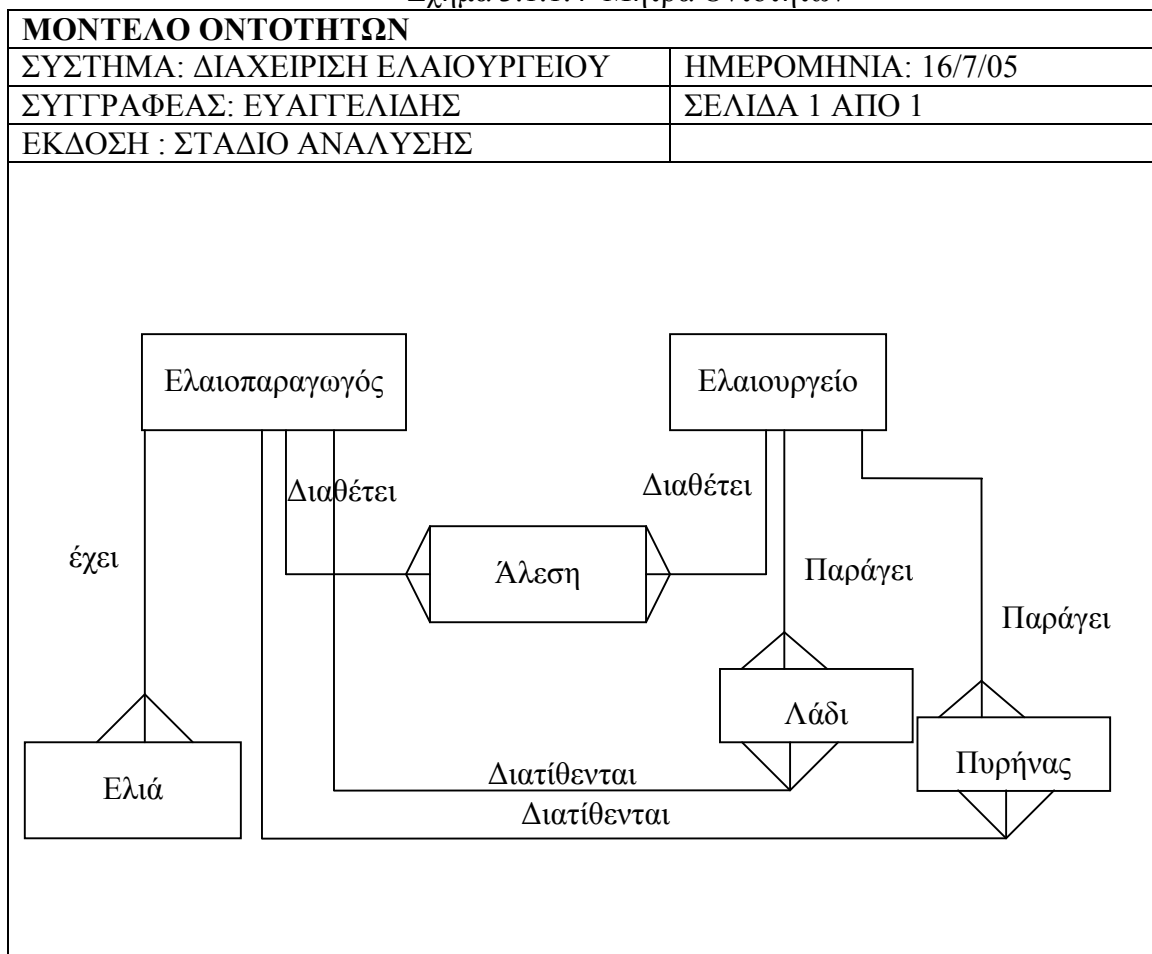 ΜΟΝΤΕΛΟ ΟΝΤΟΤΗΤΩΝ
ΣΥΣΤΗΜΑ: ΔΙΑΧΕΙΡΙΣΗ ΕΛΑΙΟΥΡΓΕΙΟΥ ΗΜΕΡΟΜΗΝΙΑ: 16/7/05
ΣΥΓΓΡΑΦΕΑΣ: ΕΥΑΓΓΕΛΙΔΗΣ ΣΕΛΙΔΑ 1 ΑΠΟ 1
ΕΚΔΟΣΗ : ΣΤΑΔΙΟ ΑΝΑΛΥΣΗΣ
Ελαιοπαραγωγός Ελαιουργείο
Διαθέτει Διαθέτει
έχει Άλεση Παράγει
Παράγει
Λάδι
Πυρήνας
Ελιά Διατίθενται
Διατίθενται